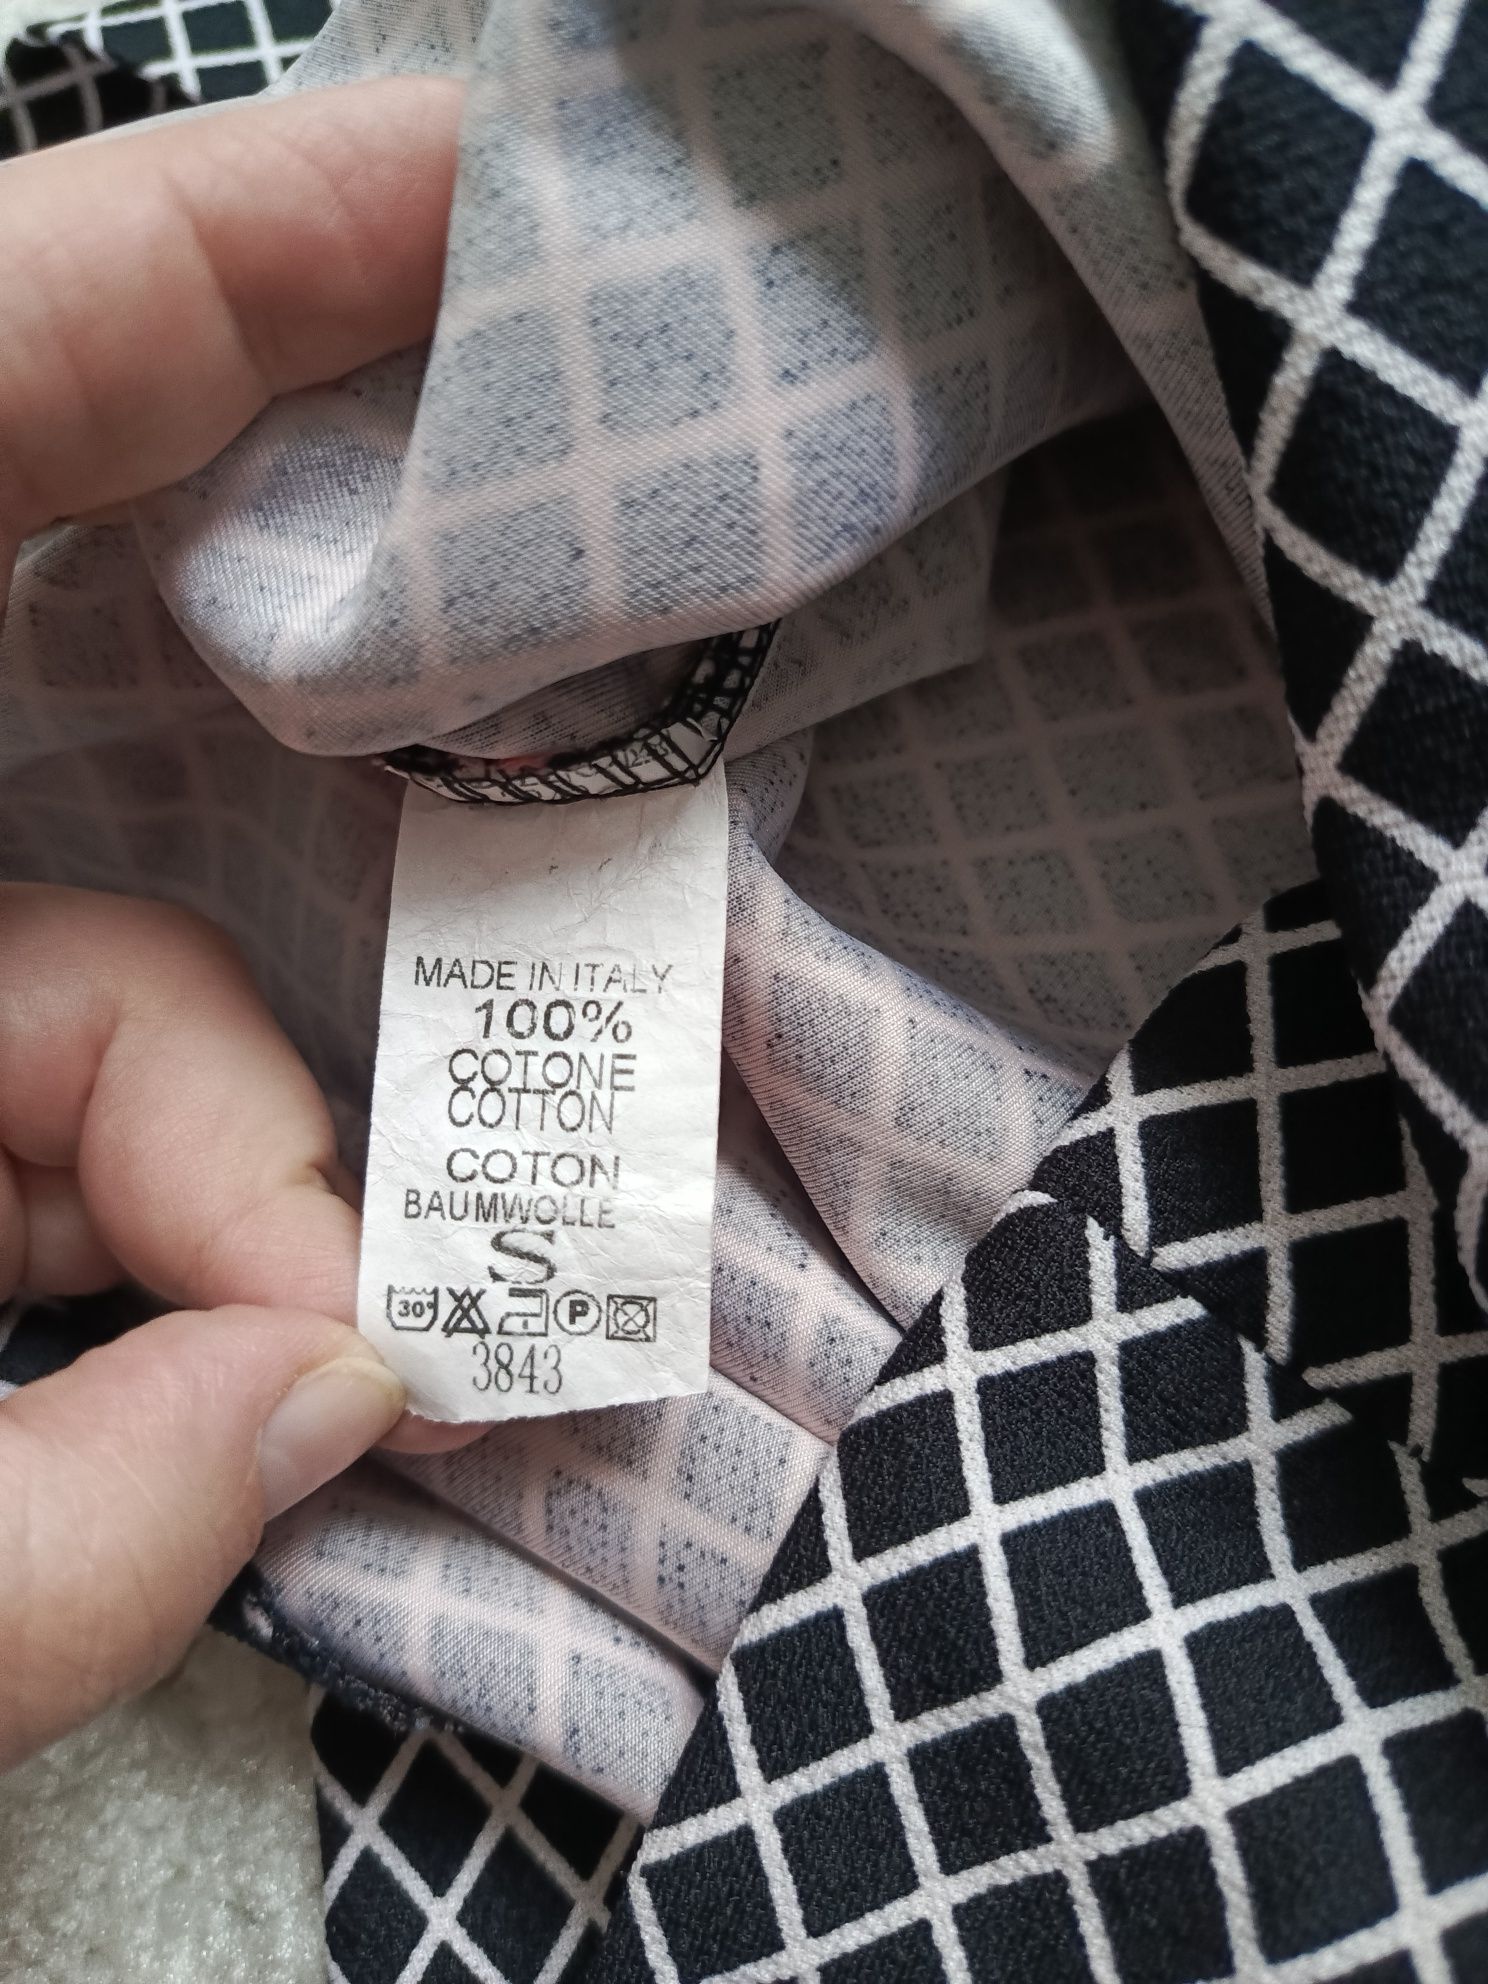 MADE IN ITALY
100%
COTONE
COTTON
COTON
BAUMWOLLE
S
30° P
3843